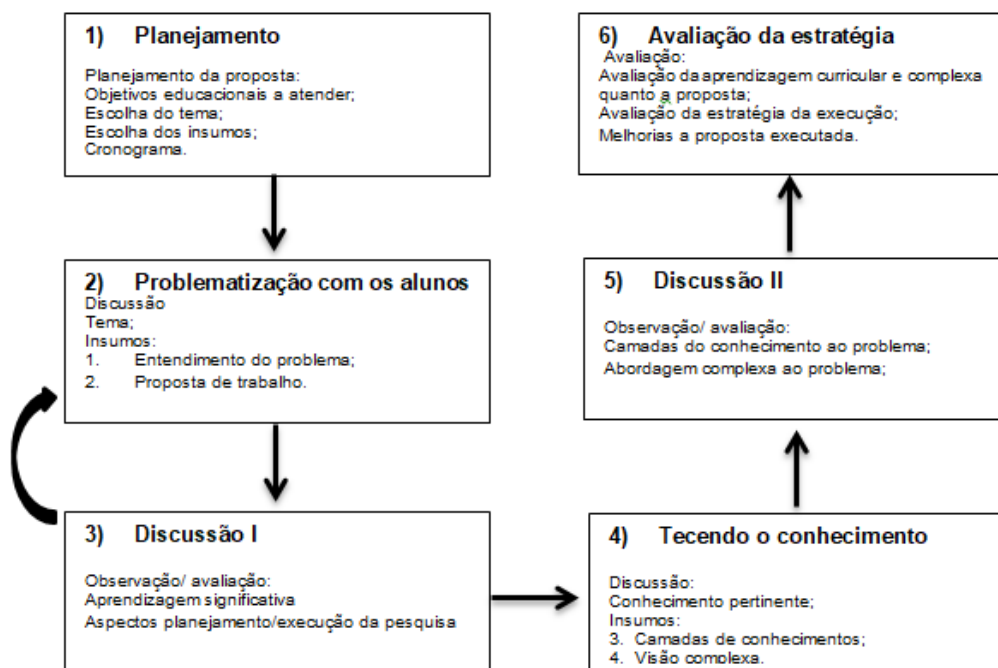 1) Planejamento
Planejamento da proposta:
Objetivos educacionais a atender;
Escolha do tema;
Escolha dos insumos;
Cronograma.
2) Problematização com os alunos
Discussão
Tema;
Insumos:
1. Entendimento do problema;
2. Proposta de trabalho.
3) Discussão I
Observação/ avaliação:
Aprendizagem significativa
Aspectos planejamento/execução da pesquisa
4) Tecendo o conhecimento
Discussão:
Conhecimento pertinente;
Insumos:
3. Camadas de conhecimentos;
4. Visão complexa.
5) Discussão II
Observação/ avaliação:
Camadas do conhecimento ao problema;
Abordagem complexa ao problema;
6) Avaliação da estratégia
Avaliação:
Avaliação da aprendizagem curricular e complexa
quanto a proposta;
Avaliação da estratégia da execução;
Melhorias a proposta executada.